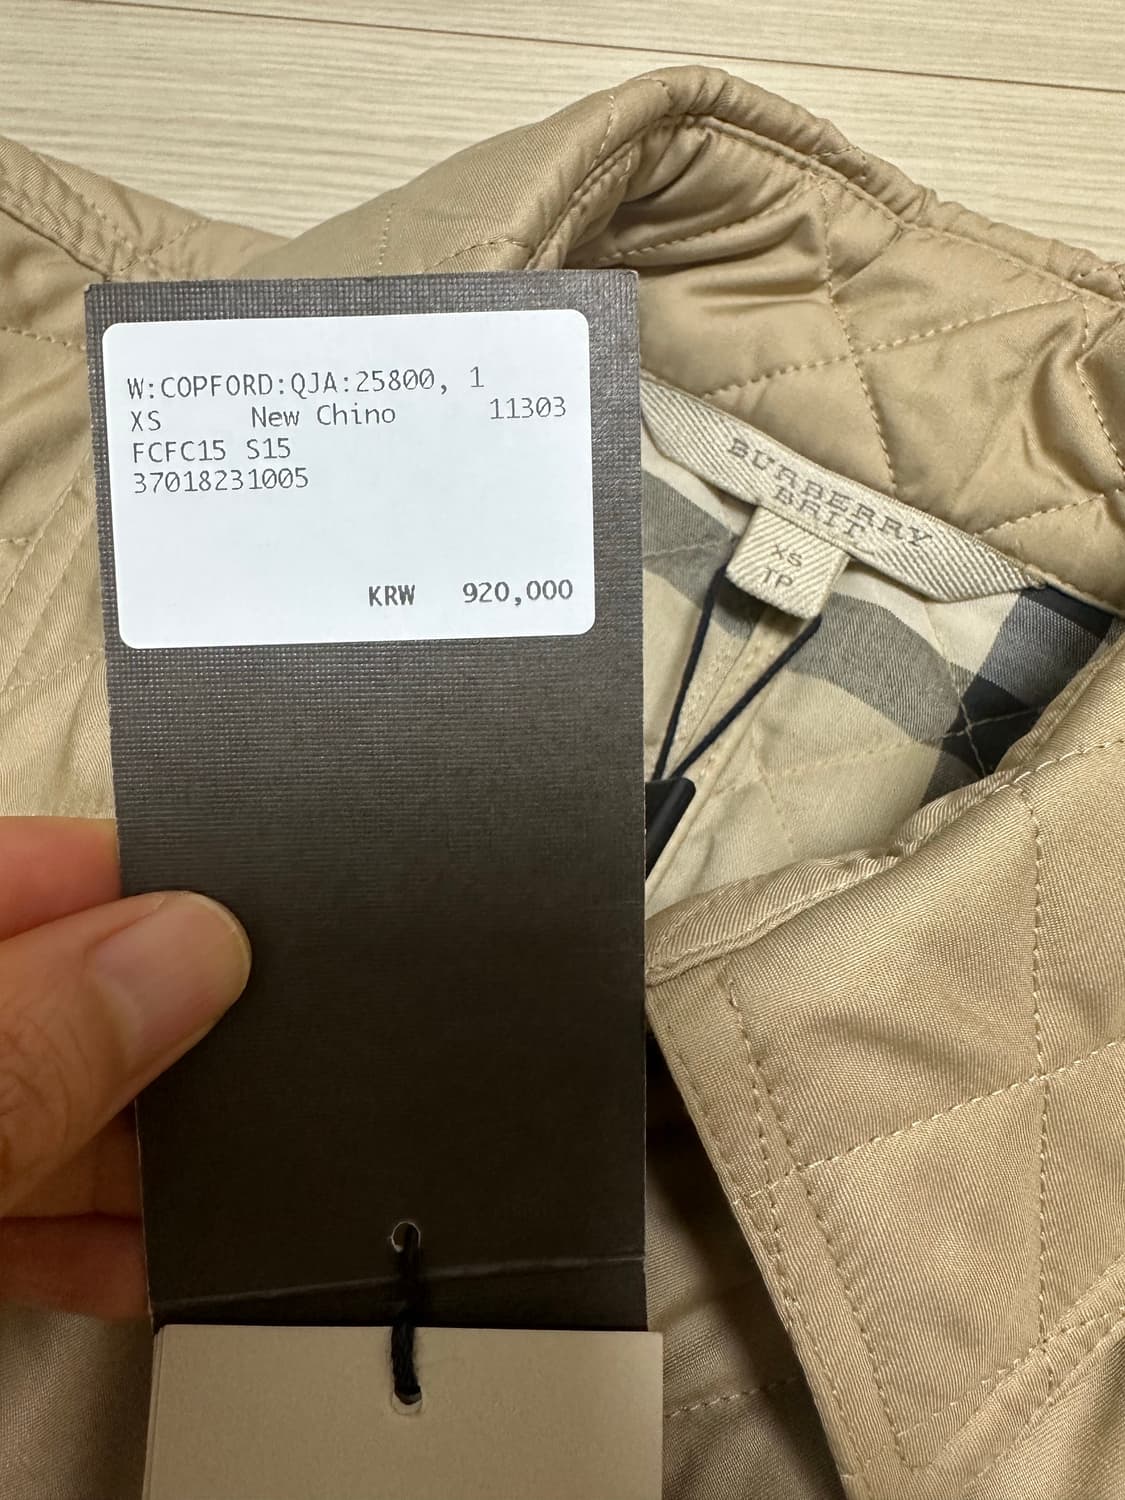 W:COPFORD:QJA:25800, 1
XS New Chino 11303
FCFC15 S15
37018231005
KRW 920,000
BURBERRY
BRIT
XS
TP